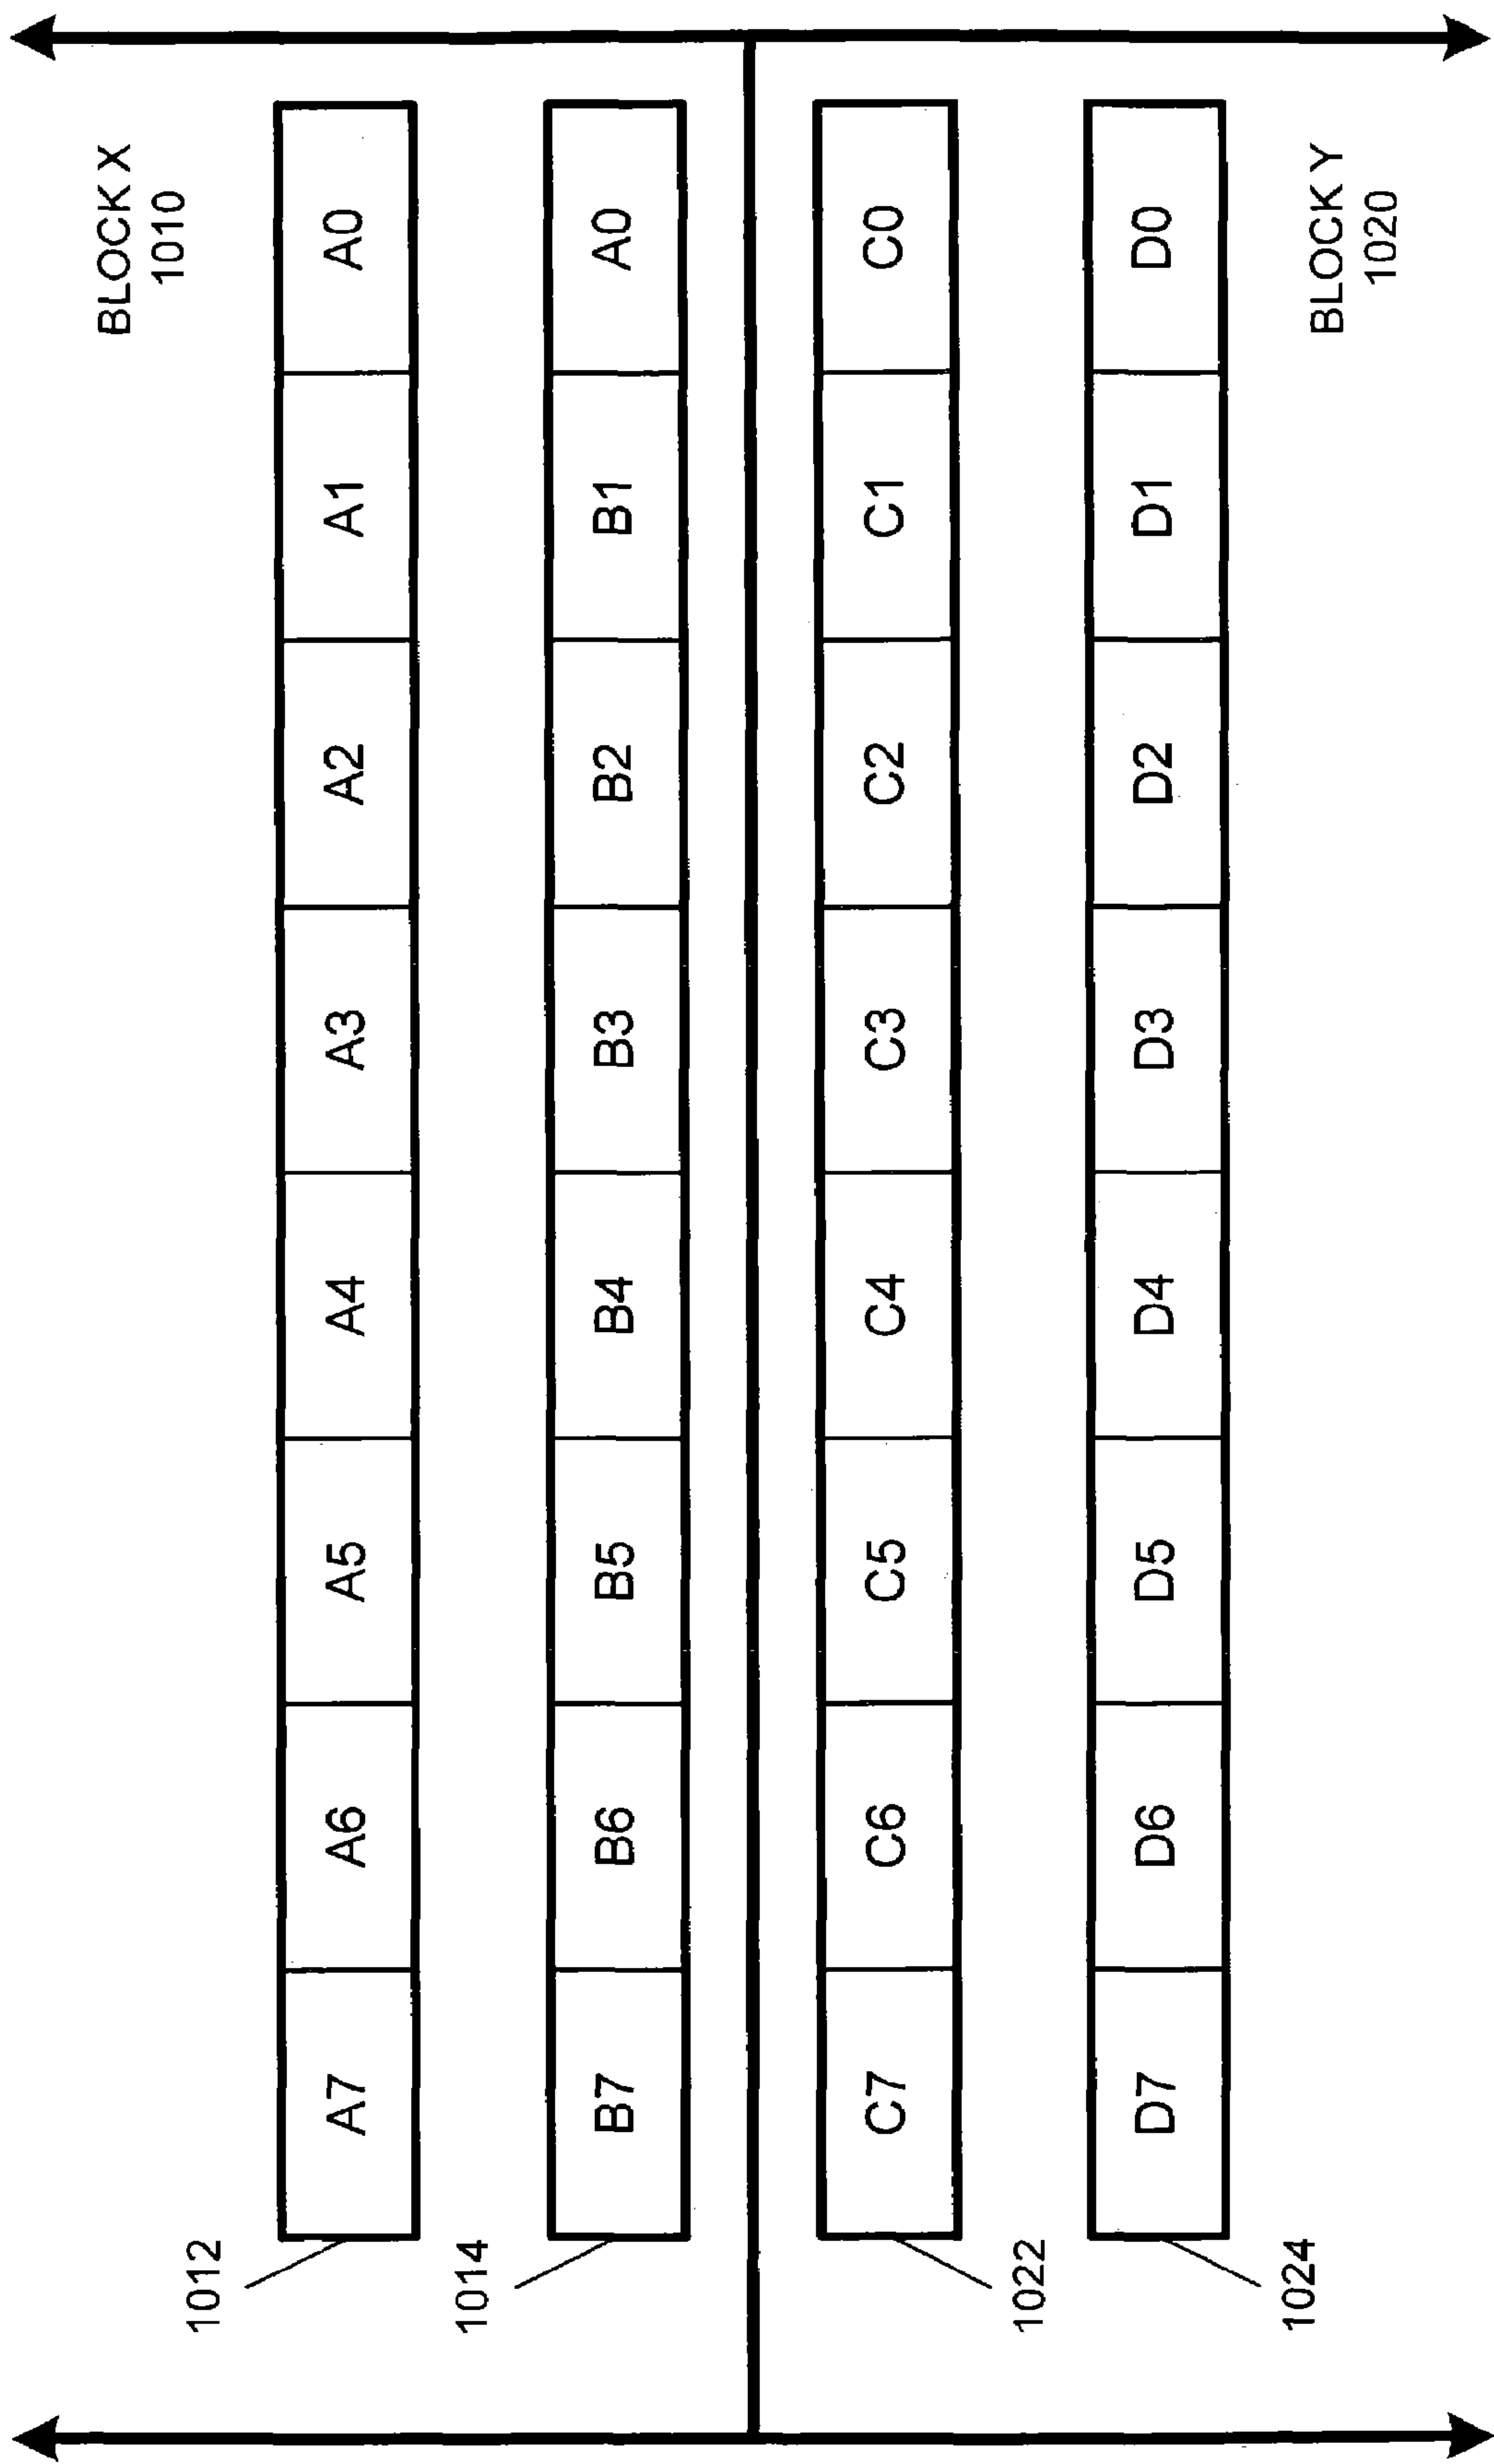 BLOCK X
1010
1012
A7 A6 A5 A4 A3 A2 A1 A0
1014
B7 B6 B5 B4 B3 B2 B1 A0
1022
C7 C6 C5 C4 C3 C2 C1 C0
1024
D7 D6 D5 D4 D3 D2 D1 D0
BLOCK Y
1020